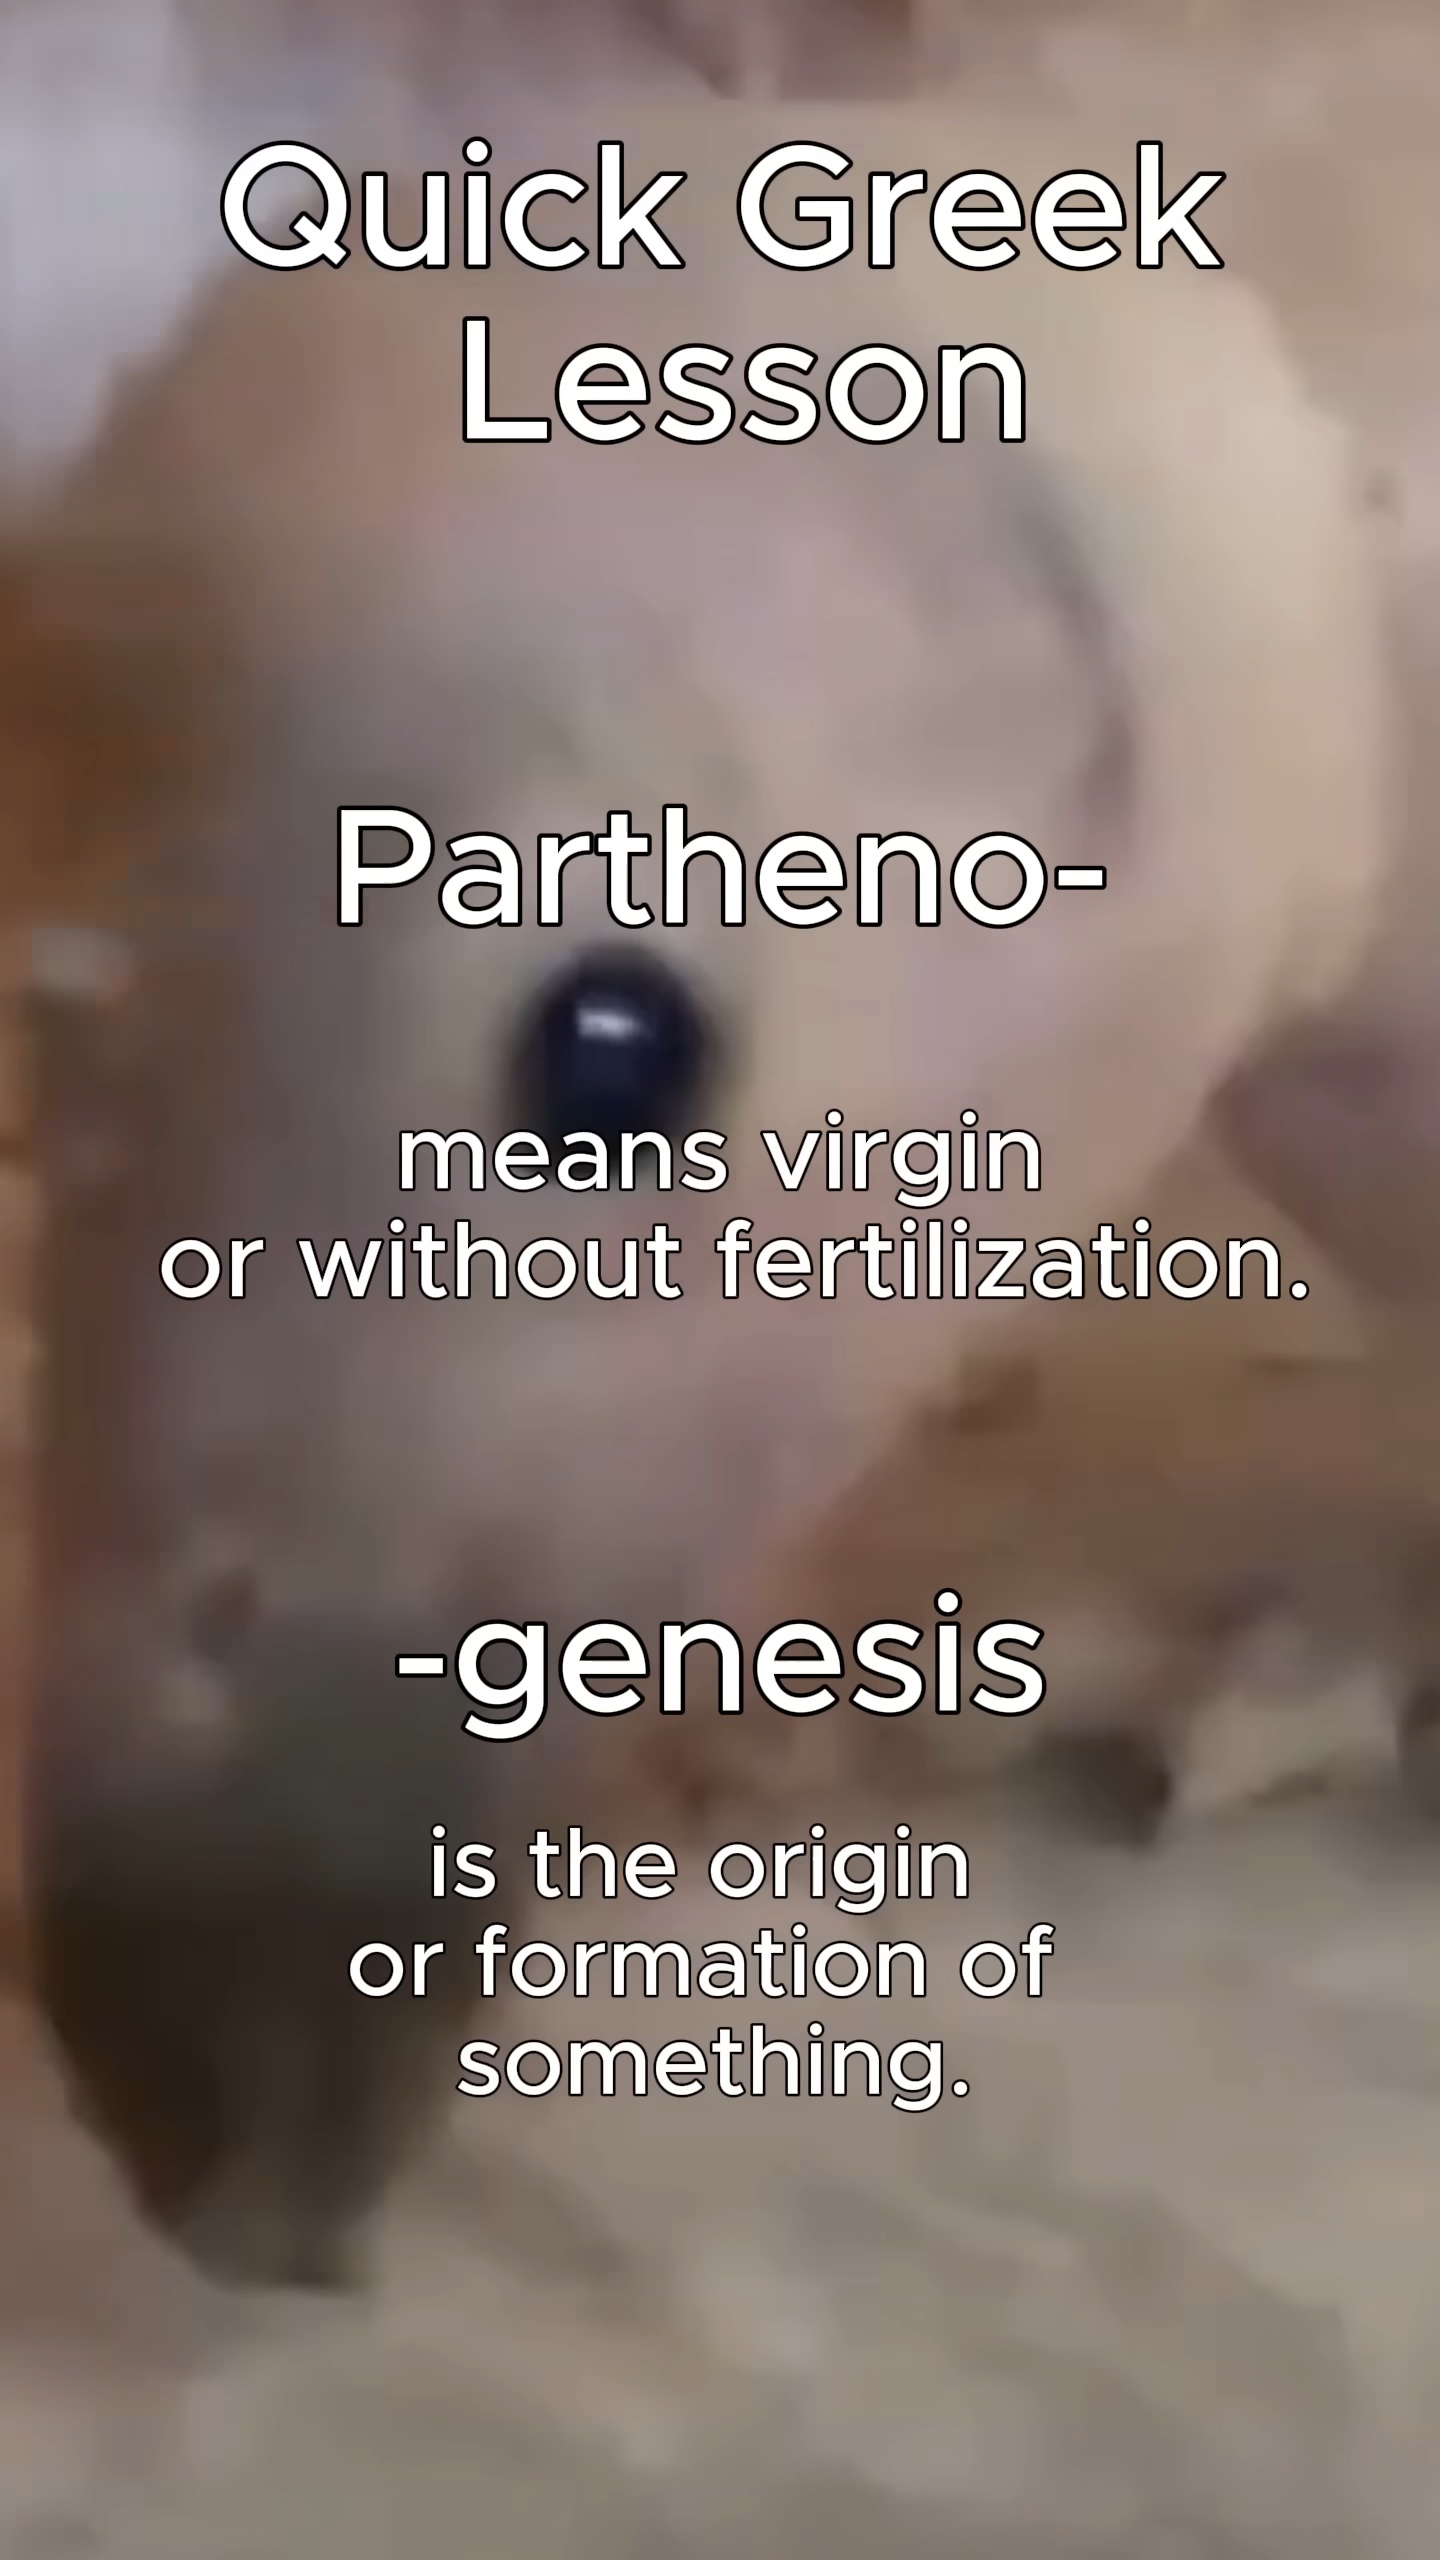 Quick Greek
Lesson
Partheno-
means virgin
or without fertilization.
-genesis
is the origin
or formation of
something.